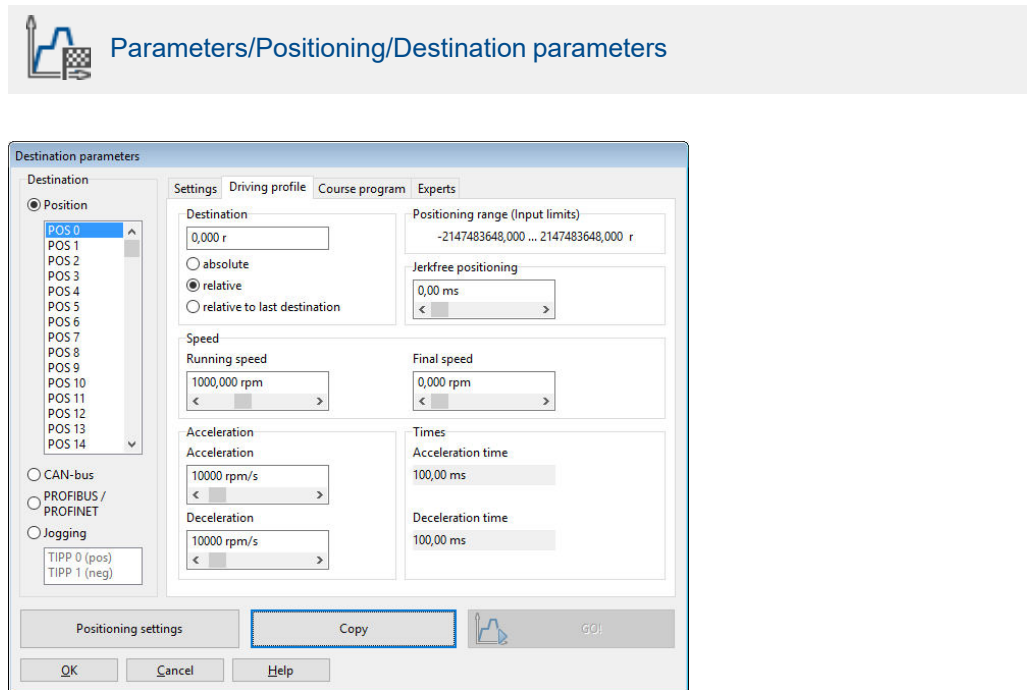 Parameters/Positioning/Destination parameters
Destination parameters
Destination
Position
POS 0
POS 1
POS 2
POS 3
POS 4
POS 5
POS 6
POS 7
POS 8
POS 9
POS 10
POS 11
POS 12
POS 13
POS 14
CAN-bus
PROFIBUS /
PROFINET
Jogging
TIPP 0 (pos)
TIPP 1 (neg)
Settings Driving profile Course program Experts
Destination
0,000 r
absolute
relative
relative to last destination
Positioning range (Input limits)
-2147483648,000 ... 2147483648,000 r
Jerkfree positioning
0,00 ms
Speed
Running speed
1000,000 rpm
Final speed
0,000 rpm
Acceleration
Acceleration
10000 rpm/s
Deceleration
10000 rpm/s
Times
Acceleration time
100,00 ms
Deceleration time
100,00 ms
Positioning settings Copy GO!
OK Cancel Help